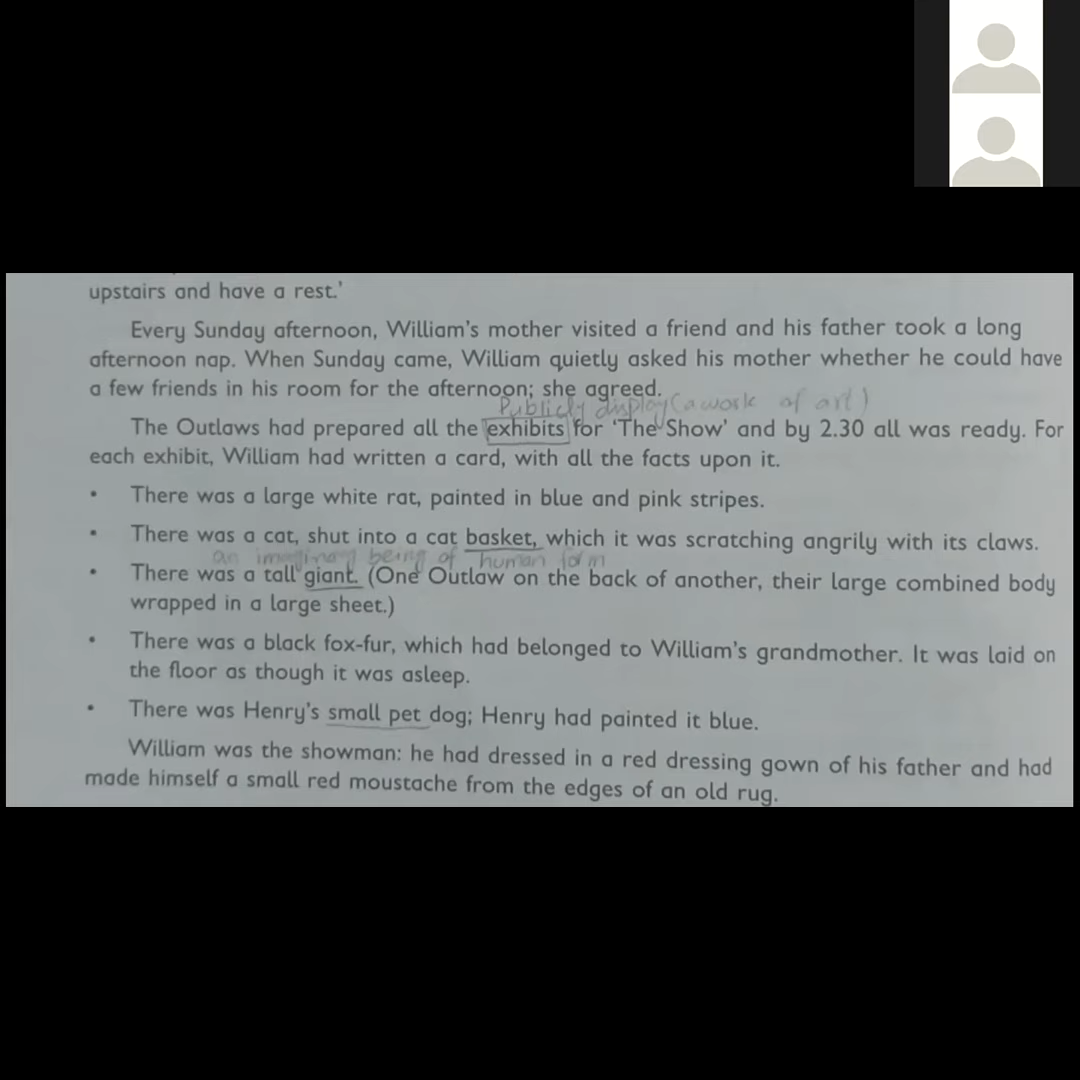 upstairs and have a rest.'
Every Sunday afternoon, William's mother visited a friend and his father took a long
afternoon nap. When Sunday came, William quietly asked his mother whether he could have
a few friends in his room for the afternoon; she agreed.
Publicly display (a work of art)
The Outlaws had prepared all the exhibits for 'The Show' and by 2.30 all was ready. For
each exhibit, William had written a card, with all the facts upon it.
• There was a large white rat, painted in blue and pink stripes.
• There was a cat, shut into a cat basket, which it was scratching angrily with its claws.
an imaginary being of human form
• There was a tall giant. (One Outlaw on the back of another, their large combined body
wrapped in a large sheet.)
• There was a black fox-fur, which had belonged to William's grandmother. It was laid on
the floor as though it was asleep.
• There was Henry's small pet dog; Henry had painted it blue.
William was the showman: he had dressed in a red dressing gown of his father and had
made himself a small red moustache from the edges of an old rug.